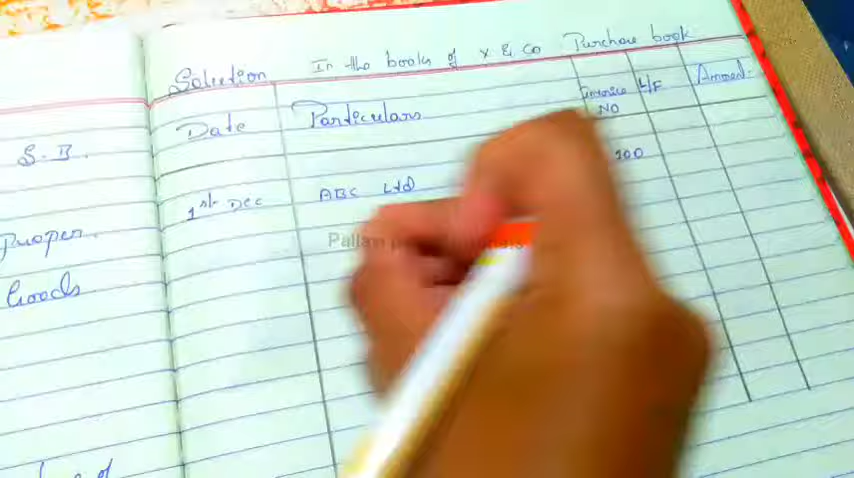 Solution In the books of X & Co Purchase book
Date Particulars Invoice No L/F Amount.
S. B.
1st Dec ABC Ltd 100
Proper.
Goods
of